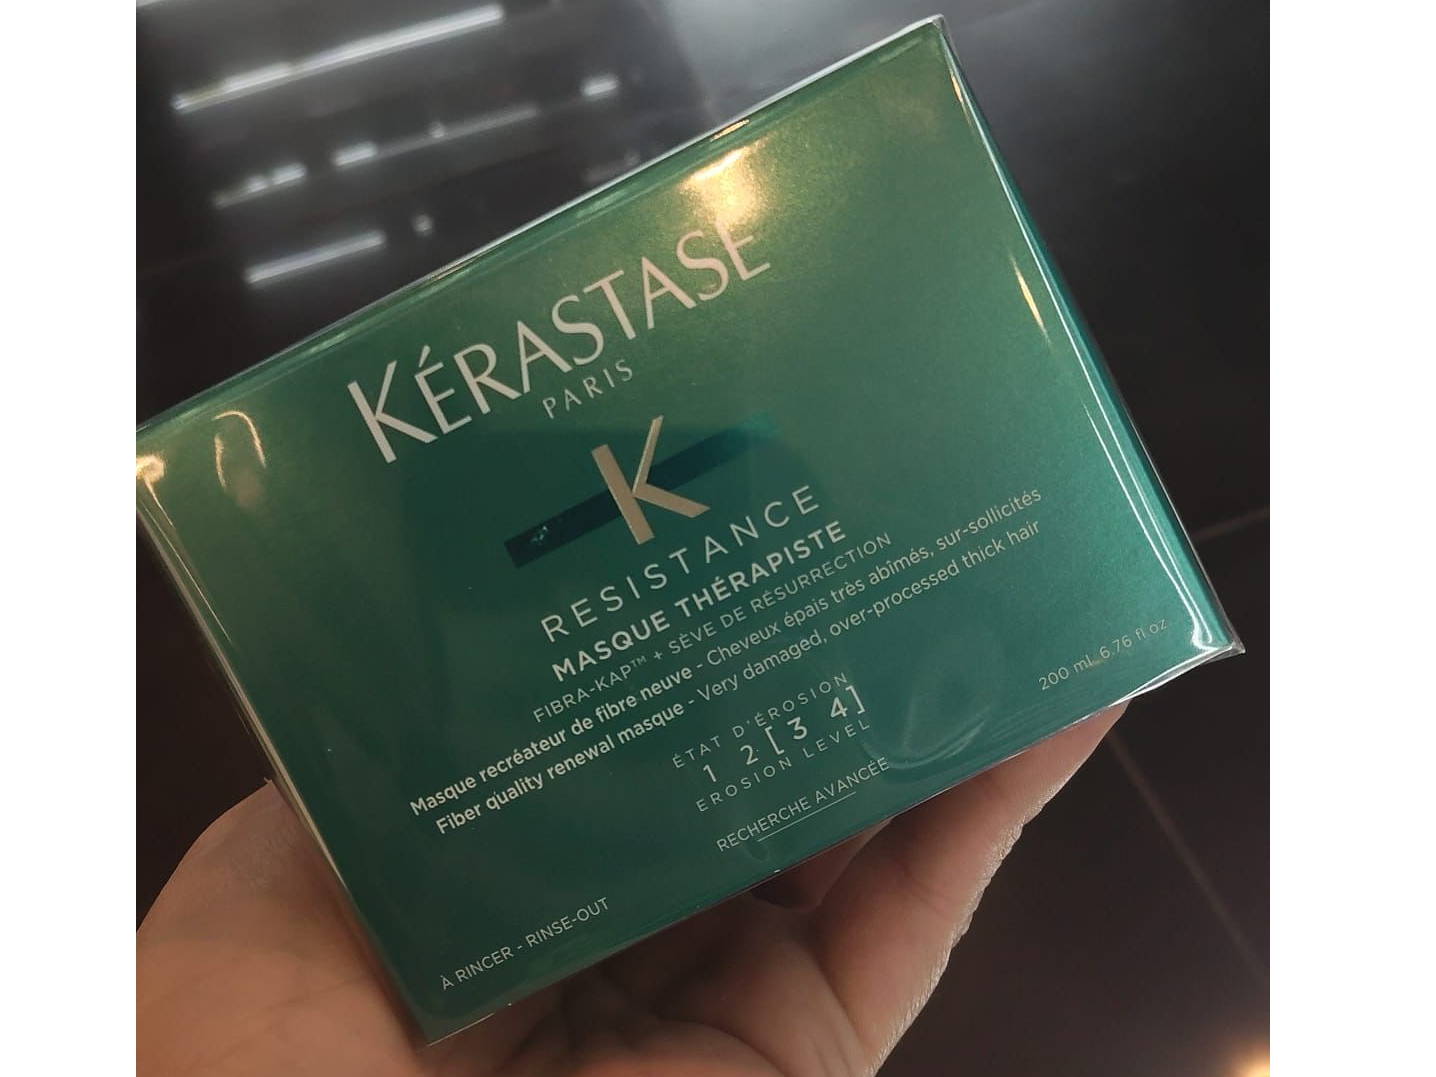 KÉRASTASE
PARIS
K
RESISTANCE
MASQUE THÉRAPISTE
FIBRA-KAP™ + SÈVE DE RÉSURRECTION
Masque recréateur de fibre neuve - Cheveux épais très abîmés, sur-sollicités
Fiber quality renewal masque - Very damaged, over-processed thick hair
ÉTAT D'ÉROSION
1 2 [3 4]
EROSION LEVEL
RECHERCHE AVANCÉE
200 ml 6.76 fl oz.
À RINCER - RINSE-OUT